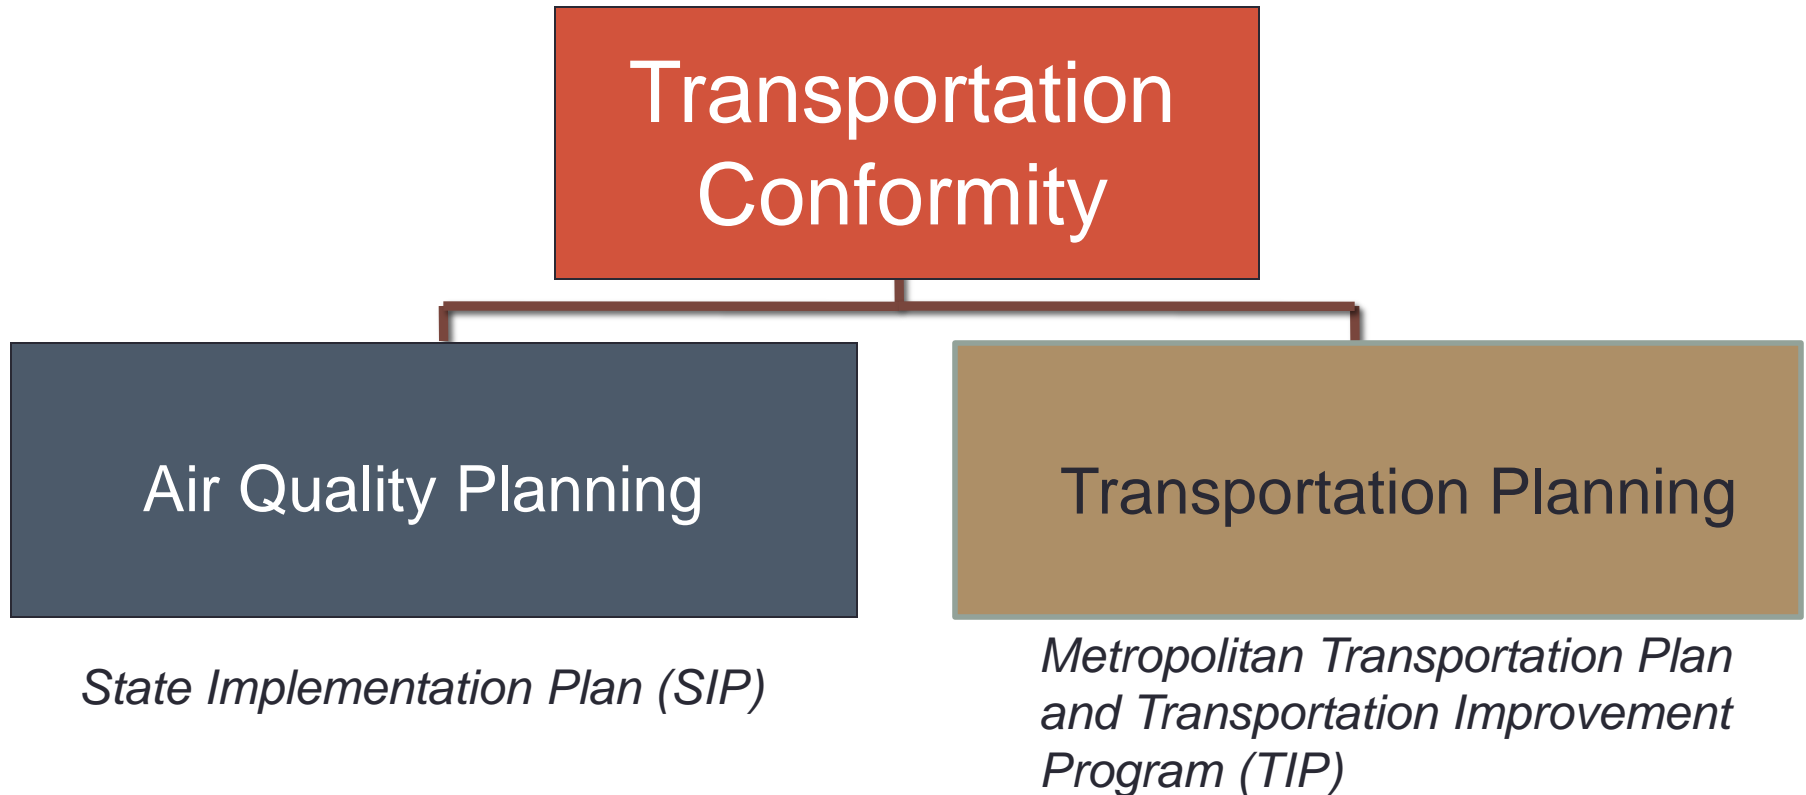 Transportation
Conformity
Air Quality Planning
Transportation Planning
State Implementation Plan (SIP)
Metropolitan Transportation Plan
and Transportation Improvement
Program (TIP)